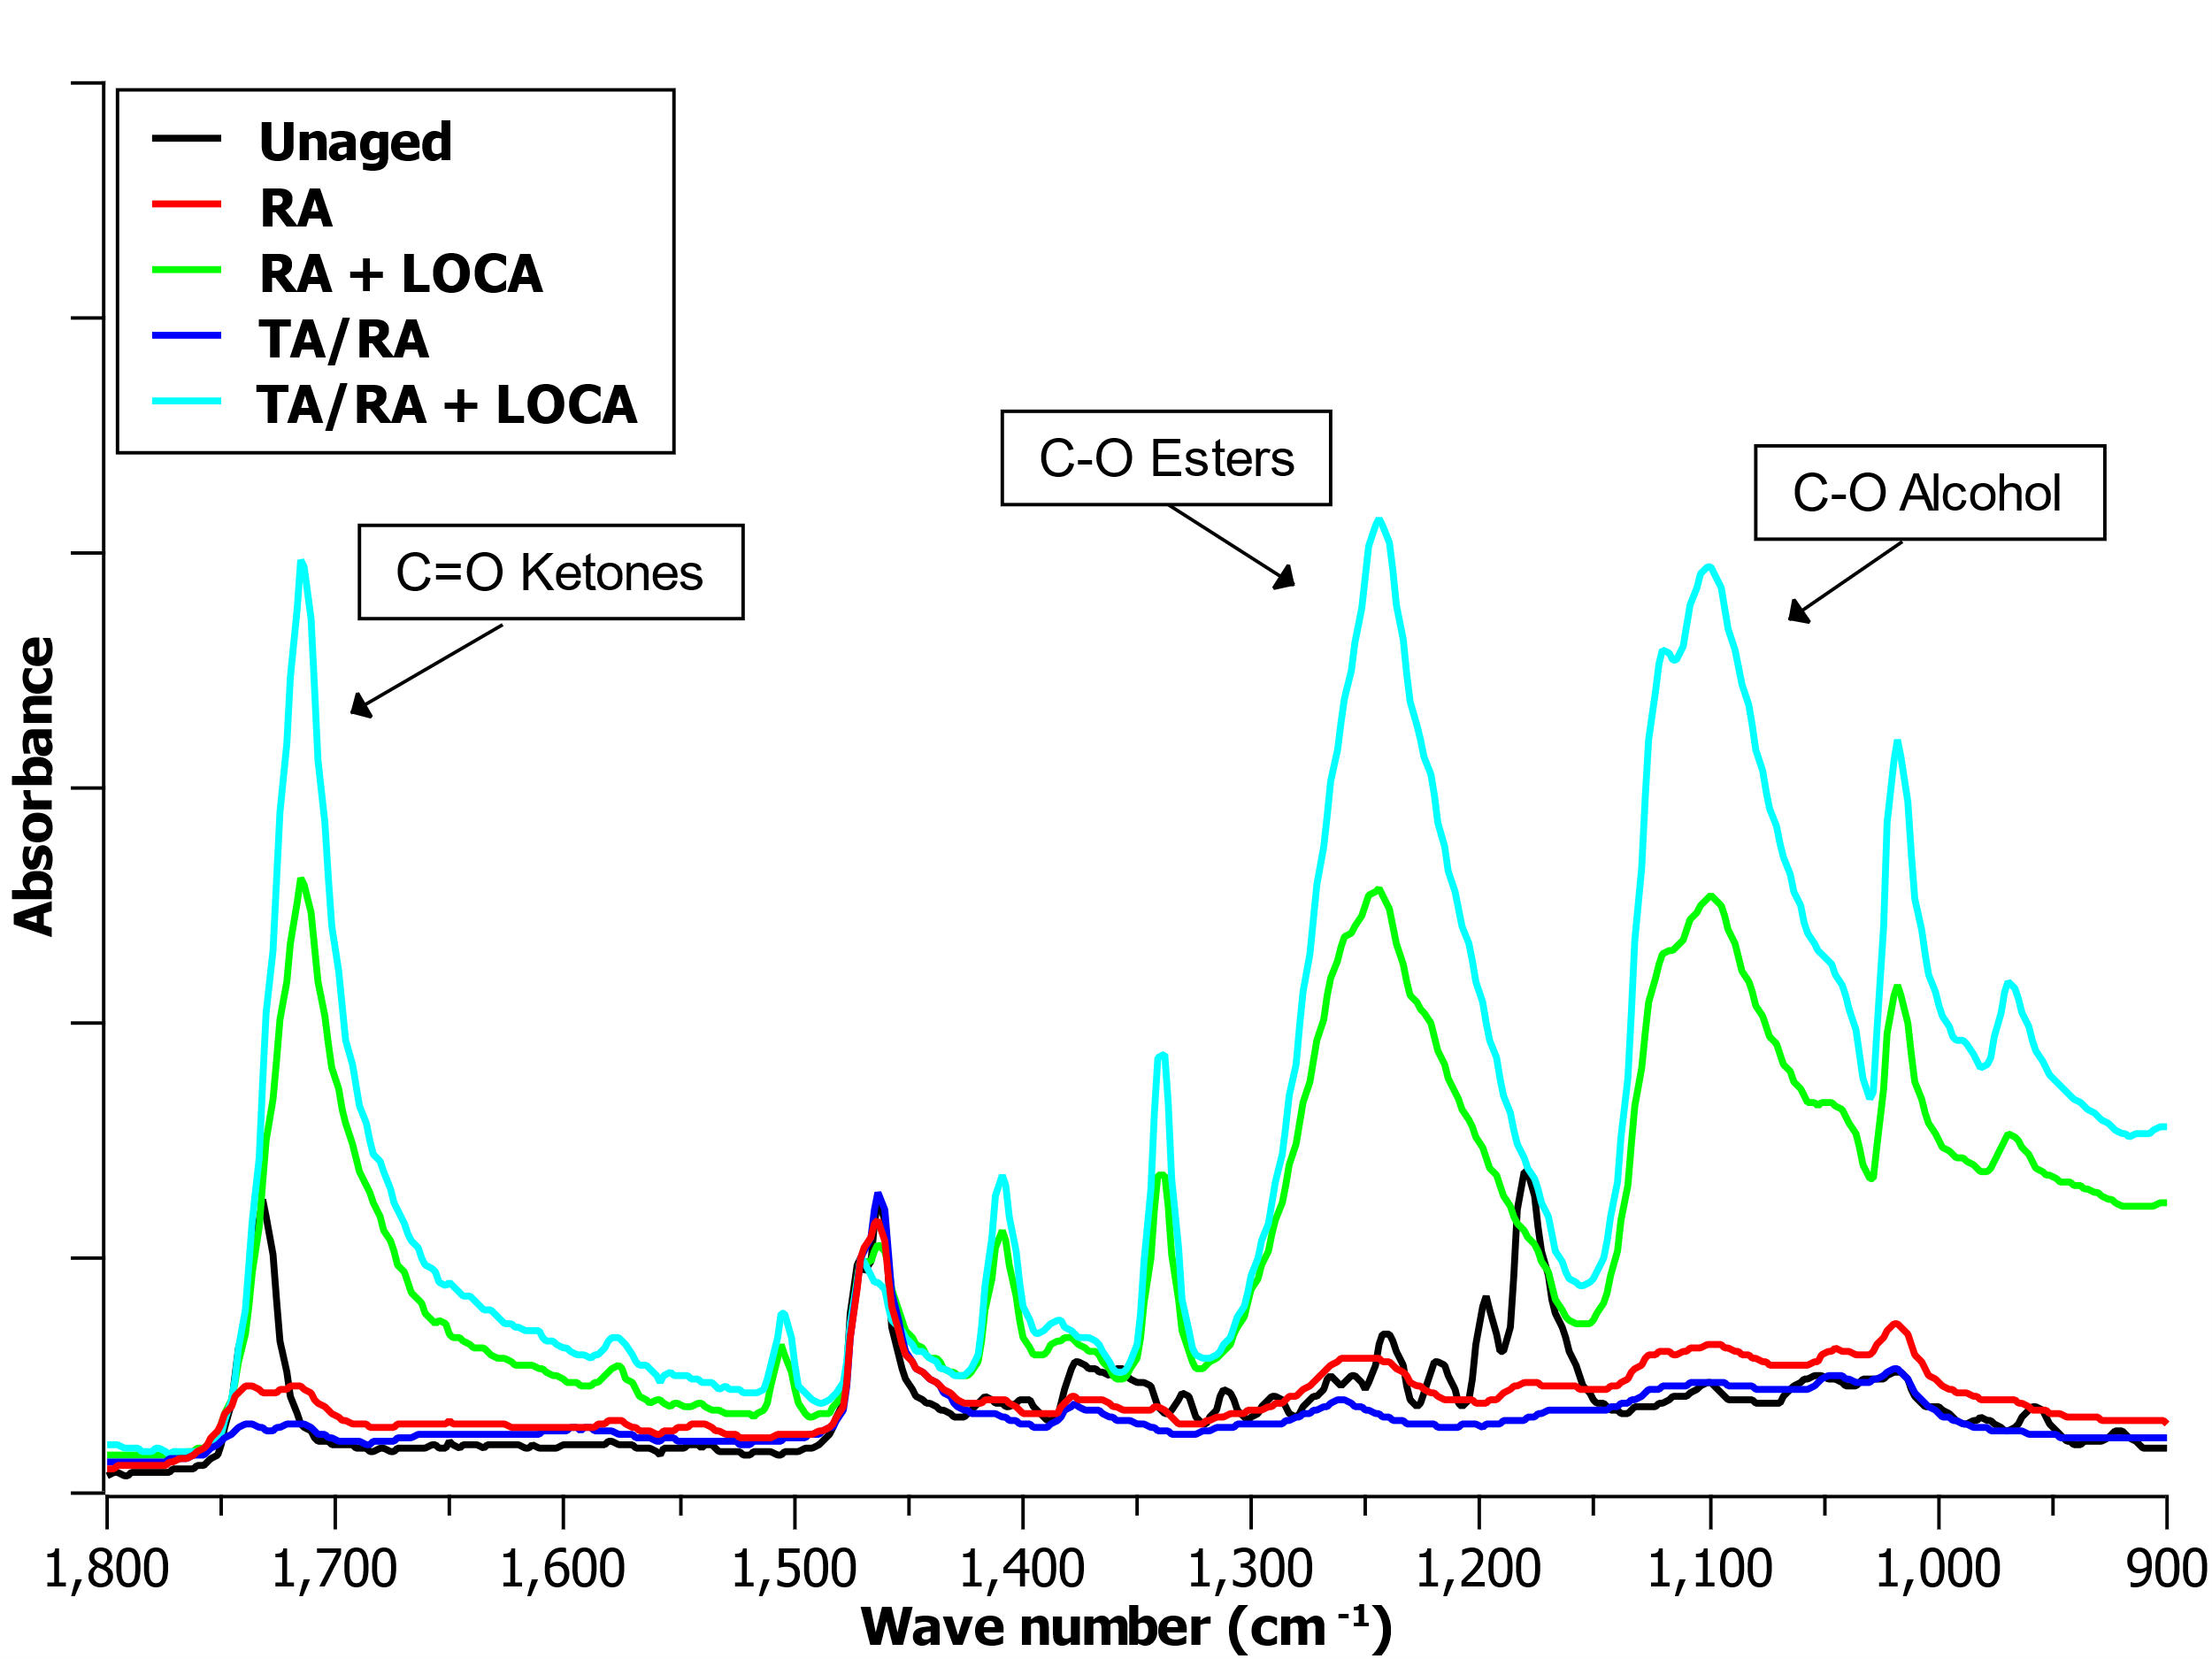 Unaged
RA
RA + LOCA
TA/RA
TA/RA + LOCA
C-O Esters
C-O Alcohol
C=O Ketones
Absorbance
1,800 1,700 1,600 1,500 1,400 1,300 1,200 1,100 1,000 900
Wave number (cm -1)